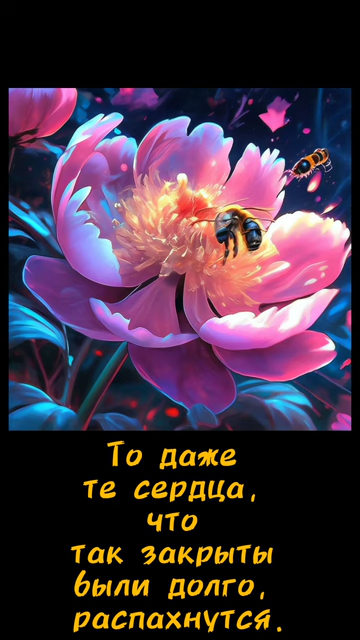 То даже
те сердца,
что
так закрыты
были долго,
распахнутся.